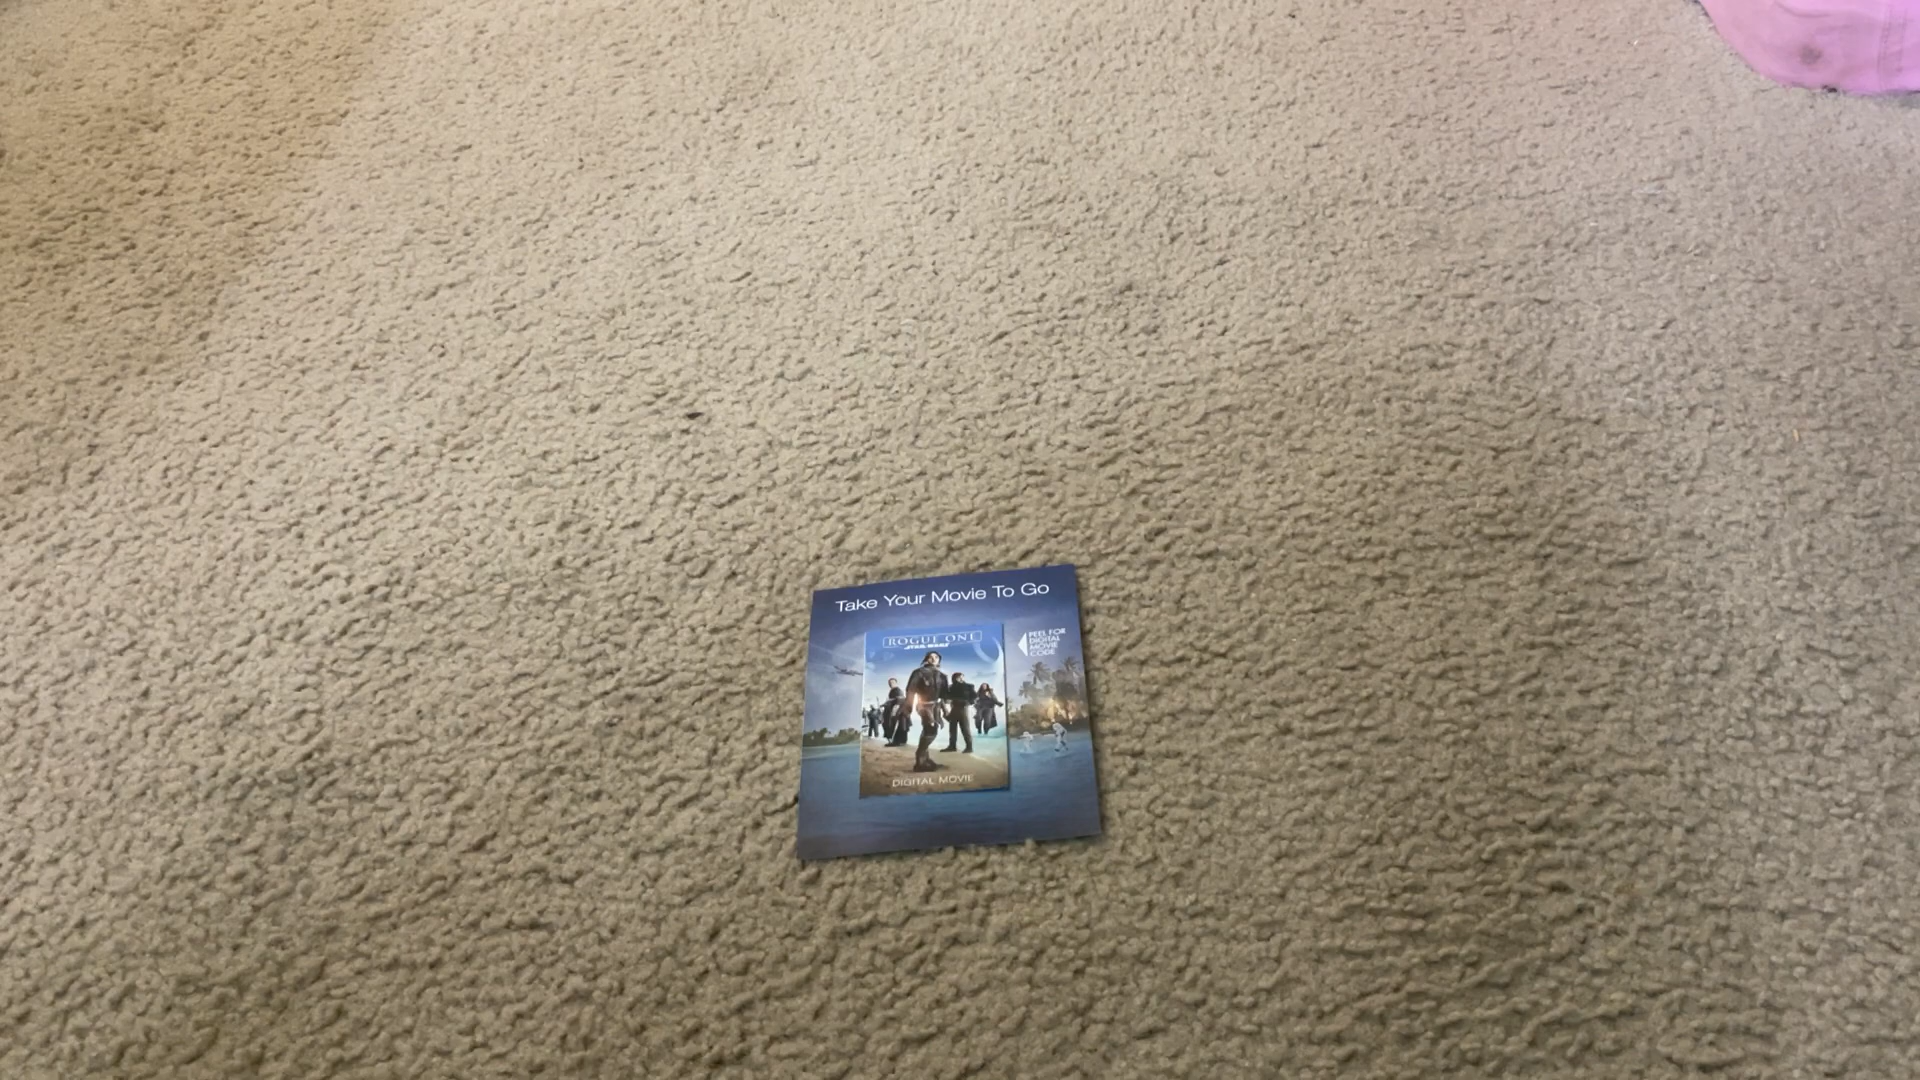 Take Your Movie To Go
ROGUE ONE
STAR WARS
PEEL FOR
DIGITAL
MOVIE
CODE
DIGITAL MOVIE